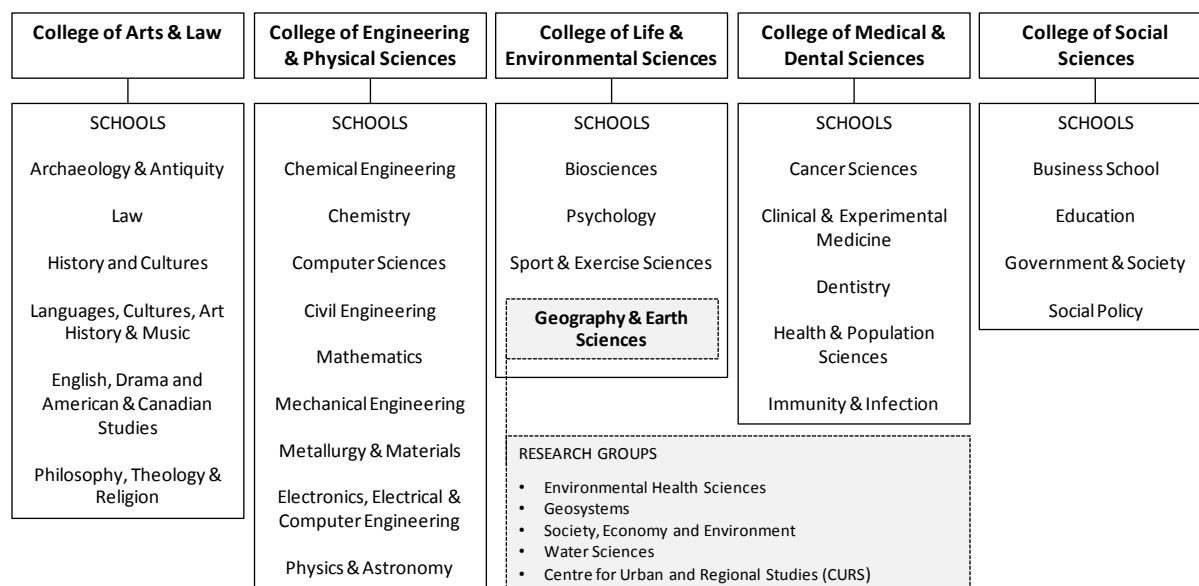 College of Arts & Law
SCHOOLS
Archaeology & Antiquity
Law
History and Cultures
Languages, Cultures, Art
History & Music
English, Drama and
American & Canadian
Studies
Philosophy, Theology &
Religion
College of Engineering
& Physical Sciences
SCHOOLS
Chemical Engineering
Chemistry
Computer Sciences
Civil Engineering
Mathematics
Mechanical Engineering
Metallurgy & Materials
Electronics, Electrical &
Computer Engineering
Physics & Astronomy
College of Life &
Environmental Sciences
SCHOOLS
Biosciences
Psychology
Sport & Exercise Sciences
Geography & Earth
Sciences
RESEARCH GROUPS
• Environmental Health Sciences
• Geosystems
• Society, Economy and Environment
• Water Sciences
• Centre for Urban and Regional Studies (CURS)
College of Medical &
Dental Sciences
SCHOOLS
Cancer Sciences
Clinical & Experimental
Medicine
Dentistry
Health & Population
Sciences
Immunity & Infection
College of Social
Sciences
SCHOOLS
Business School
Education
Government & Society
Social Policy